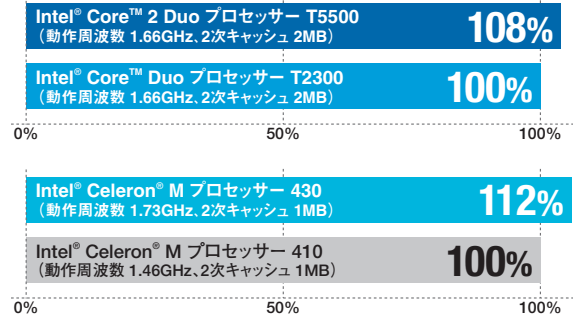 Intel® Core™ 2 Duo プロセッサー T5500
（動作周波数 1.66GHz、2次キャッシュ 2MB）
108%
Intel® Core™ Duo プロセッサー T2300
（動作周波数 1.66GHz、2次キャッシュ 2MB）
100%
0% 50% 100%
Intel® Celeron® M プロセッサー 430
（動作周波数 1.73GHz、2次キャッシュ 1MB）
112%
Intel® Celeron® M プロセッサー 410
（動作周波数 1.46GHz、2次キャッシュ 1MB）
100%
0% 50% 100%